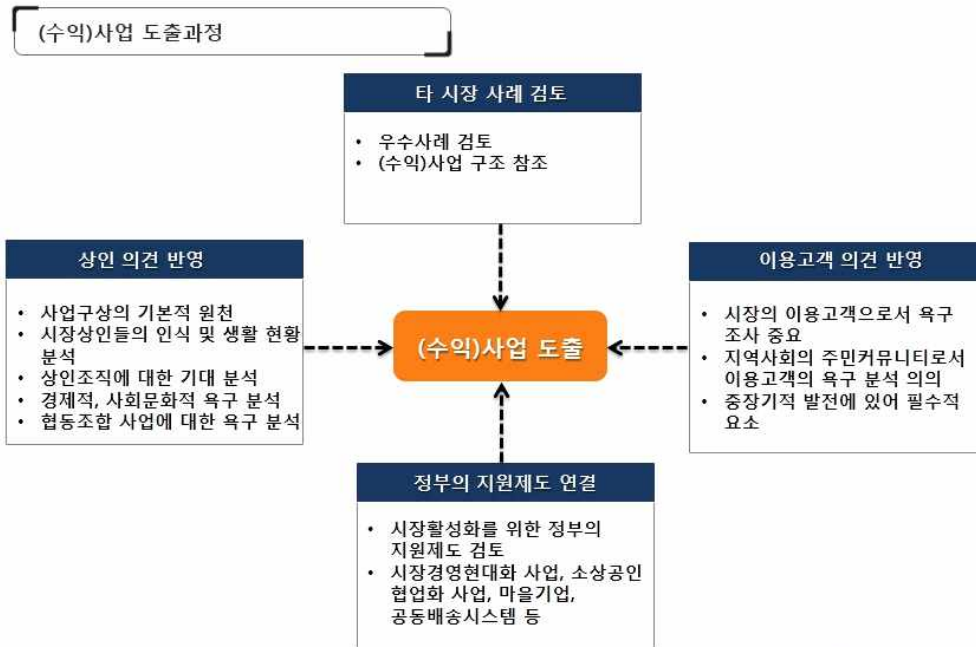 (수익)사업 도출과정
타 시장 사례 검토
• 우수사례 검토
• (수익)사업 구조 참조
상인 의견 반영
• 사업구상의 기본적 원천
• 시장상인들의 인식 및 생활 현황
분석
• 상인조직에 대한 기대 분석
• 경제적, 사회문화적 욕구 분석
• 협동조합 사업에 대한 욕구 분석
(수익)사업 도출
이용고객 의견 반영
• 시장의 이용고객으로서 욕구
조사 중요
• 지역사회의 주민커뮤니티로서
이용고객의 욕구 분석 의의
• 중장기적 발전에 있어 필수적
요소
정부의 지원제도 연결
• 시장활성화를 위한 정부의
지원제도 검토
• 시장경영현대화 사업, 소상공인
협업화 사업, 마을기업,
공동배송시스템 등